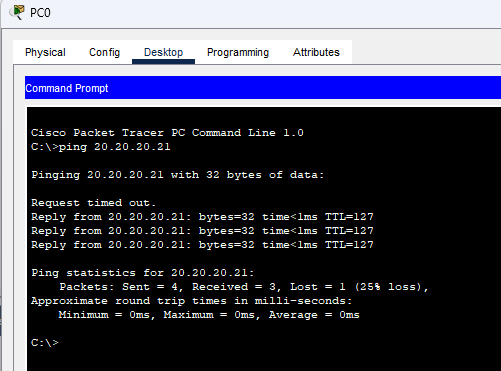 PC0
Physical Config Desktop Programming Attributes
Command Prompt
Cisco Packet Tracer PC Command Line 1.0
C:\>ping 20.20.20.21
Pinging 20.20.20.21 with 32 bytes of data:
Request timed out.
Reply from 20.20.20.21: bytes=32 time<1ms TTL=127
Reply from 20.20.20.21: bytes=32 time<1ms TTL=127
Reply from 20.20.20.21: bytes=32 time<1ms TTL=127
Ping statistics for 20.20.20.21:
Packets: Sent = 4, Received = 3, Lost = 1 (25% loss),
Approximate round trip times in milli-seconds:
Minimum = 0ms, Maximum = 0ms, Average = 0ms
C:\>